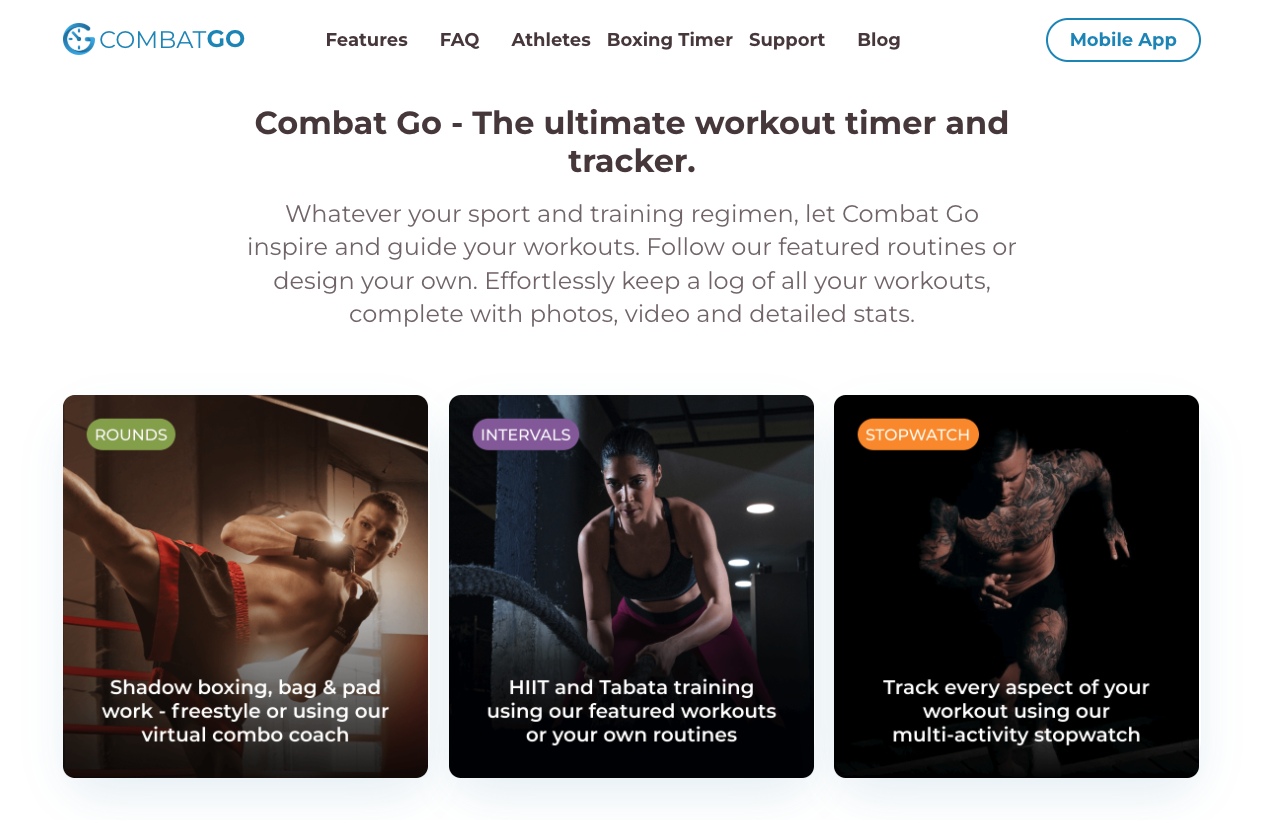 COMBATGO
Features FAQ Athletes Boxing Timer Support Blog
Mobile App
Combat Go - The ultimate workout timer and
tracker.
Whatever your sport and training regimen, let Combat Go
inspire and guide your workouts. Follow our featured routines or
design your own. Effortlessly keep a log of all your workouts,
complete with photos, video and detailed stats.
ROUNDS
Shadow boxing, bag & pad
work - freestyle or using our
virtual combo coach
INTERVALS
HIIT and Tabata training
using our featured workouts
or your own routines
STOPWATCH
Track every aspect of your
workout using our
multi-activity stopwatch